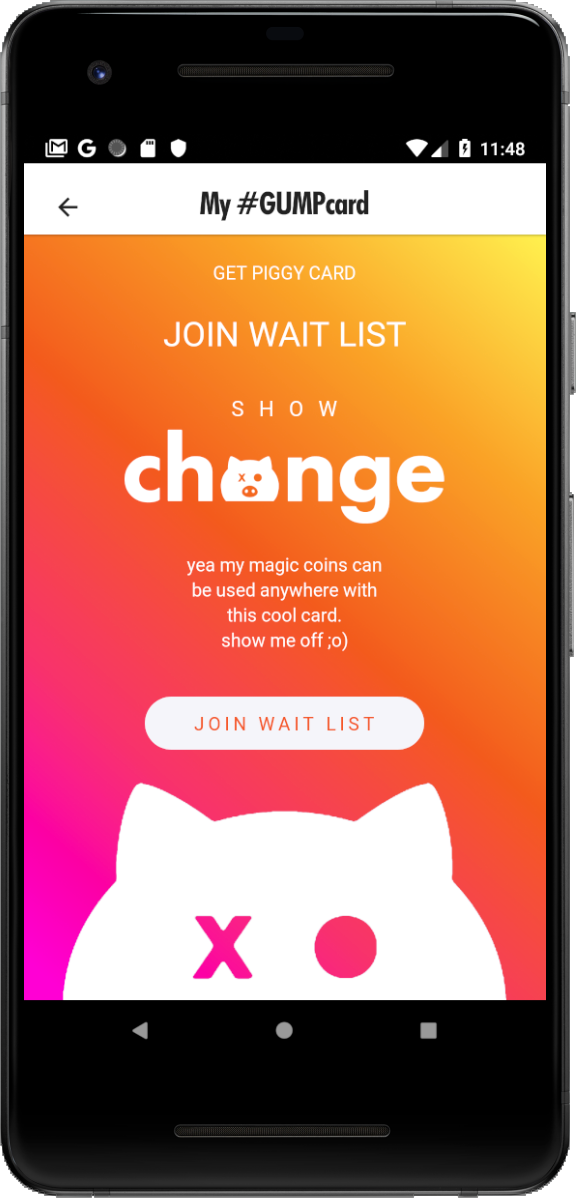 11:48
My #GUMPcard
GET PIGGY CARD
JOIN WAIT LIST
SHOW
change
yea my magic coins can
be used anywhere with
this cool card.
show me off ;o)
JOIN WAIT LIST